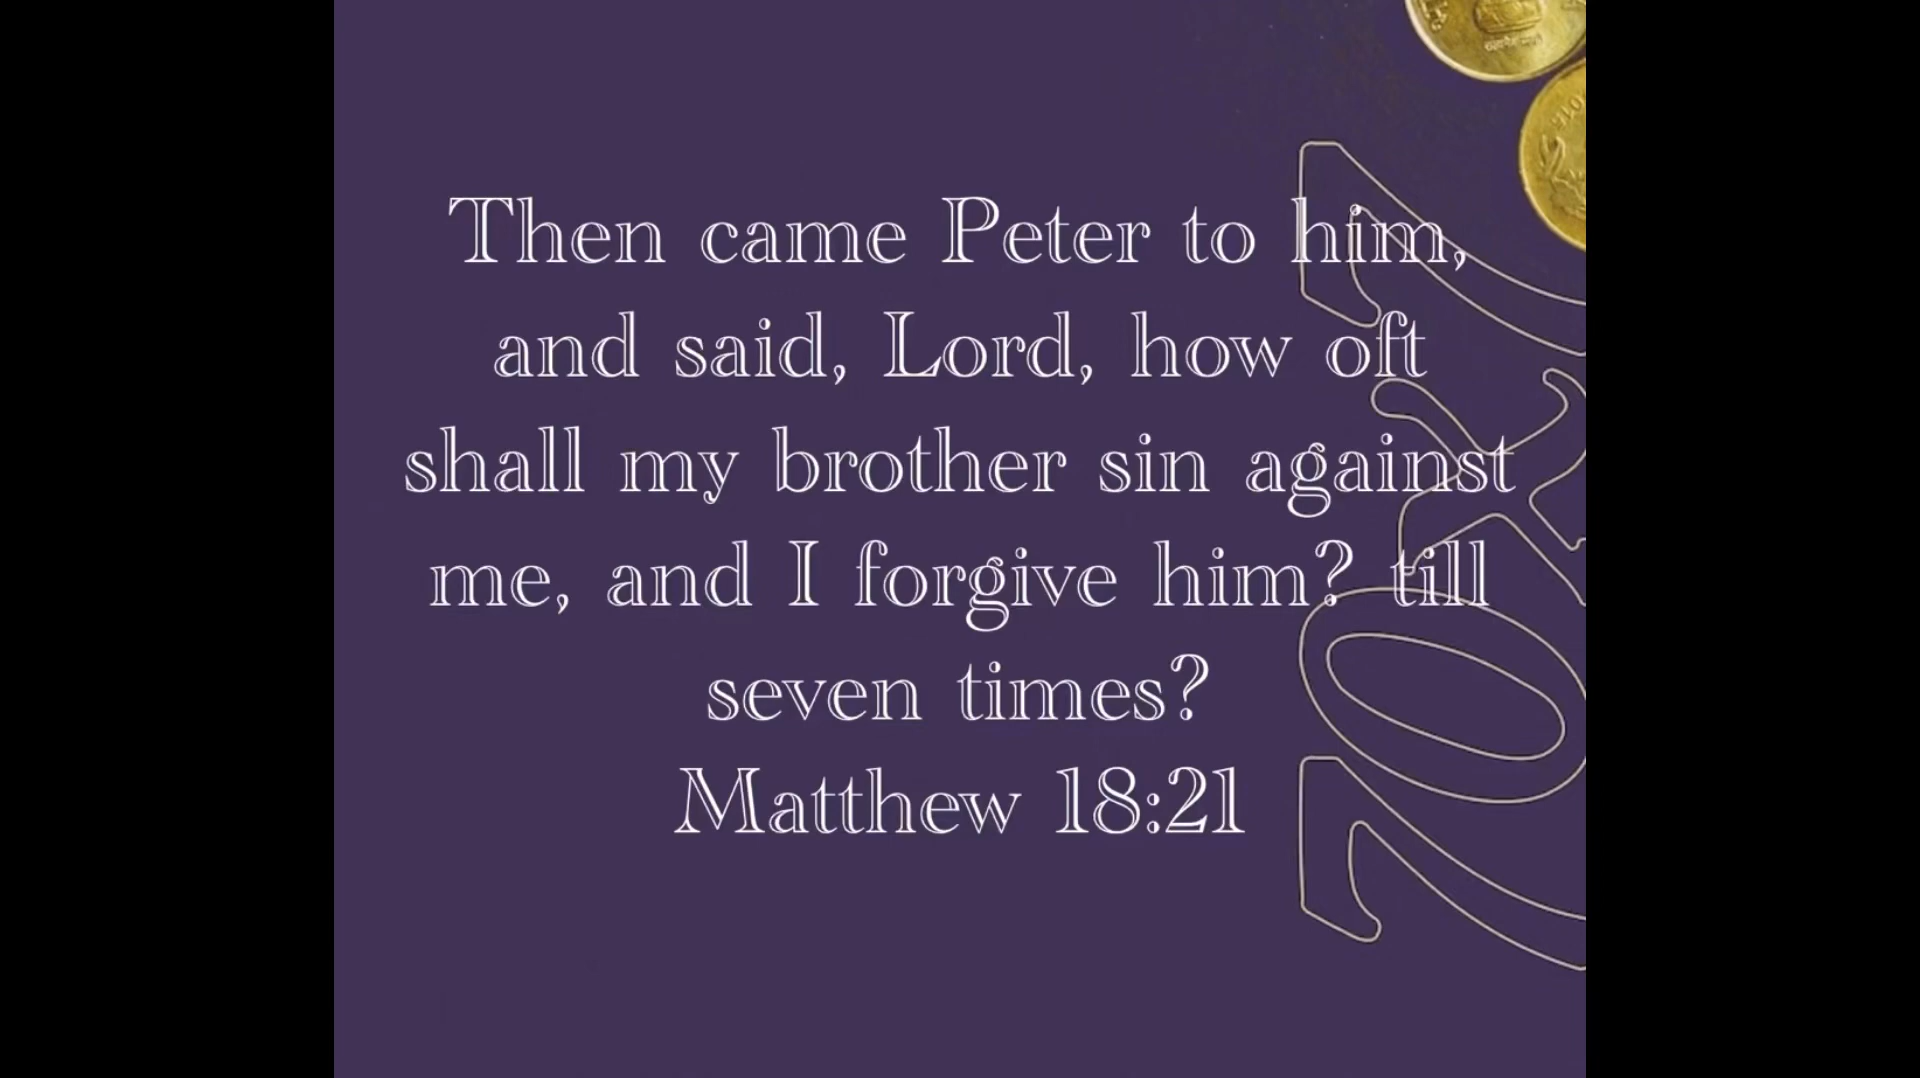 Then came Peter to him,
and said, Lord, how oft
shall my brother sin against
me, and I forgive him? till
seven times?
Matthew 18:21
70x7